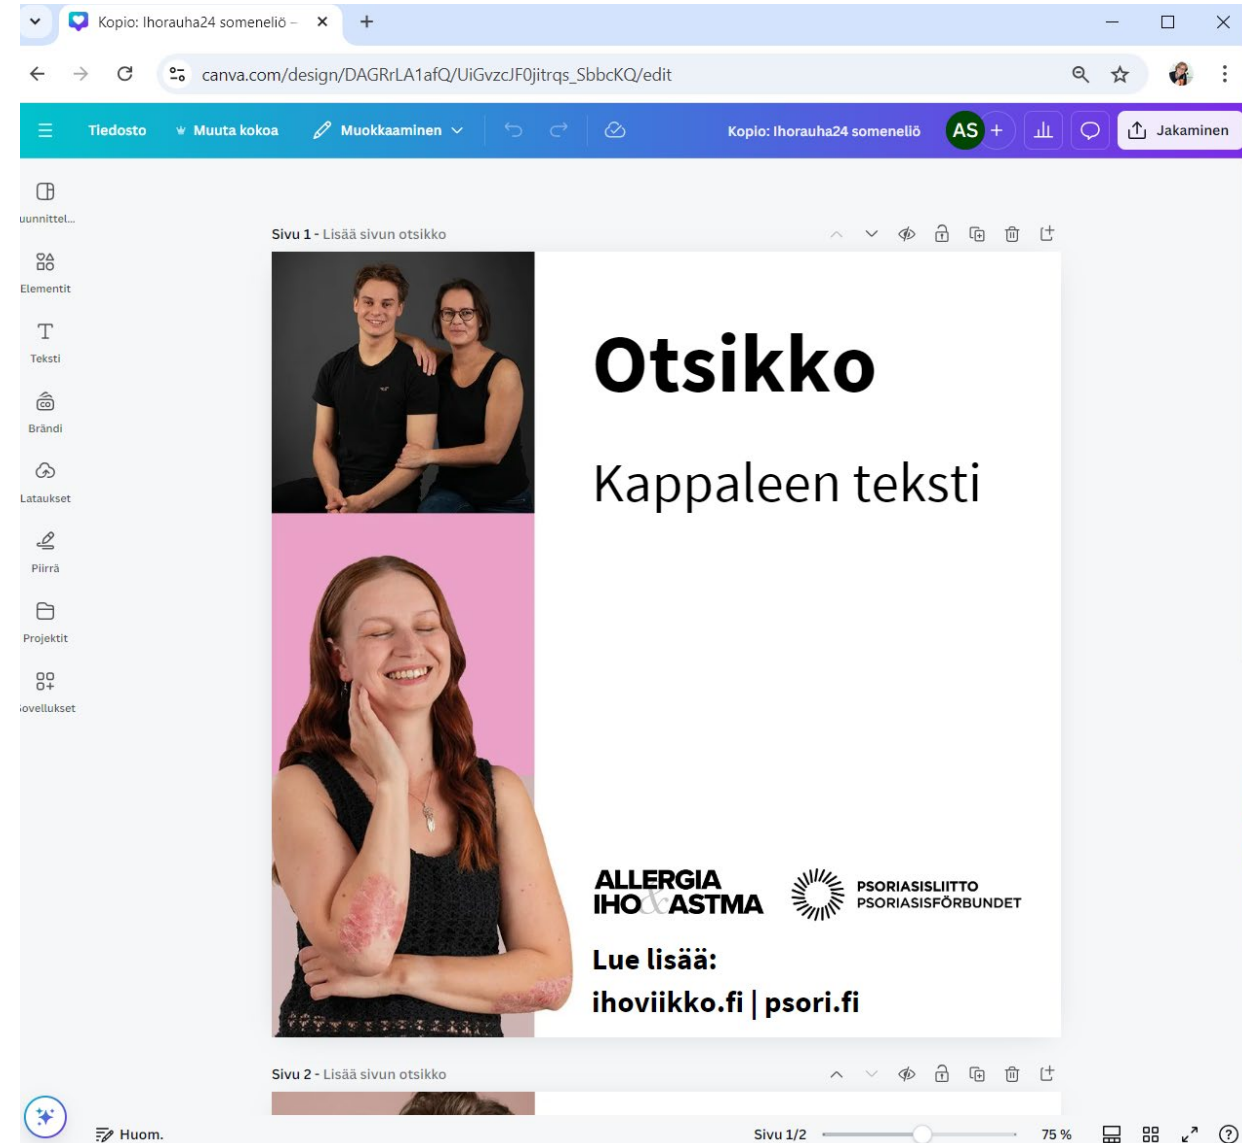 Kopio: Ihorauha24 someneliö –
canva.com/design/DAGRrLA1afQ/UiGvzcJF0jitrqs_SbbcKQ/edit
Tiedosto
Muuta kokoa
Muokkaaminen
Kopio: Ihorauha24 someneliö
AS
+
Jakaminen
uunnittel...
Elementit
Teksti
Brändi
Lataukset
Piirrä
Projektit
ovellukset
Sivu 1 - Lisää sivun otsikko
Otsikko
Kappaleen teksti
ALLERGIA
IHO & ASTMA
PSORIASISLIITTO
PSORIASISFÖRBUNDET
Lue lisää:
ihoviikko.fi | psori.fi
Sivu 2 - Lisää sivun otsikko
Huom.
Sivu 1/2
75 %